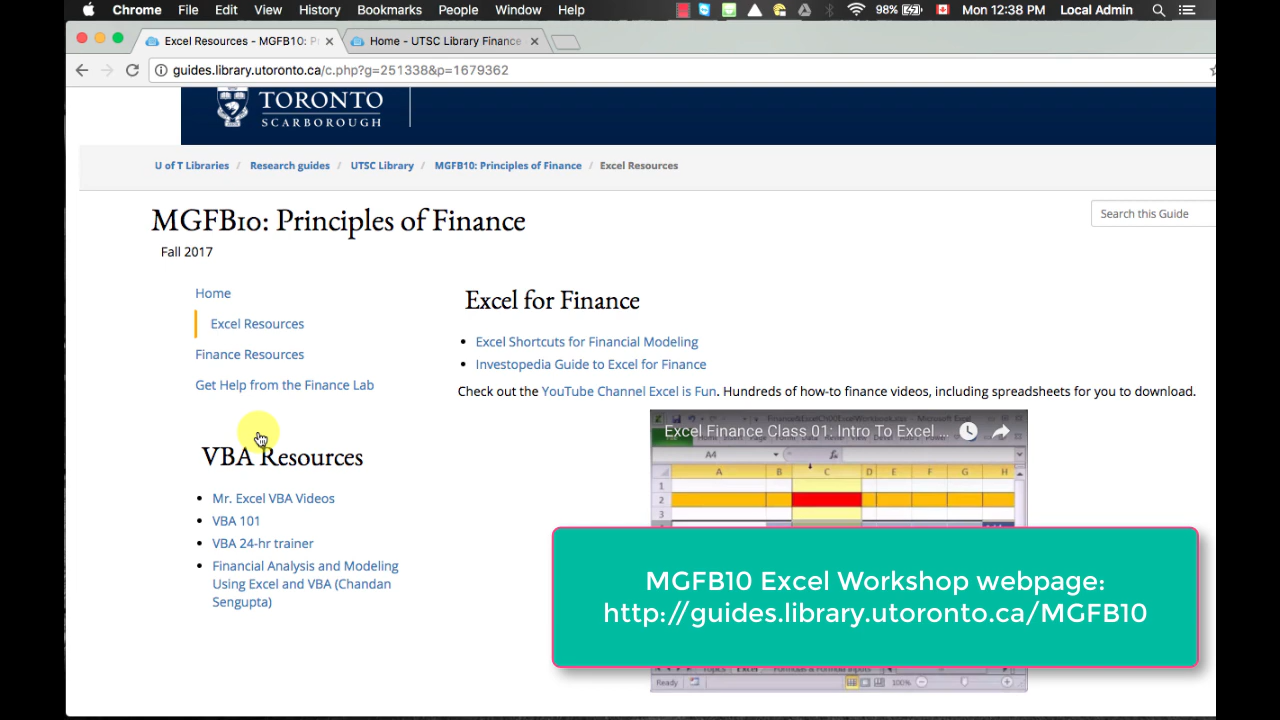 Chrome File Edit View History Bookmarks People Window Help 98% Mon 12:38 PM Local Admin
Excel Resources - MGFB10: P Home - UTSC Library Finance
guides.library.utoronto.ca/c.php?g=251338&p=1679362
TORONTO
SCARBOROUGH
U of T Libraries / Research guides / UTSC Library / MGFB10: Principles of Finance / Excel Resources
MGFB10: Principles of Finance
Search this Guide
Fall 2017
Home
Excel Resources
Finance Resources
Get Help from the Finance Lab
VBA Resources
• Mr. Excel VBA Videos
• VBA 101
• VBA 24-hr trainer
• Financial Analysis and Modeling
Using Excel and VBA (Chandan
Sengupta)
Excel for Finance
• Excel Shortcuts for Financial Modeling
• Investopedia Guide to Excel for Finance
Check out the YouTube Channel Excel is Fun. Hundreds of how-to finance videos, including spreadsheets for you to download.
Excel Finance Class 01: Intro To Excel ...
A4 fx
A B C D E F G H
1
2
3
MGFB10 Excel Workshop webpage:
http://guides.library.utoronto.ca/MGFB10
Ready 100%